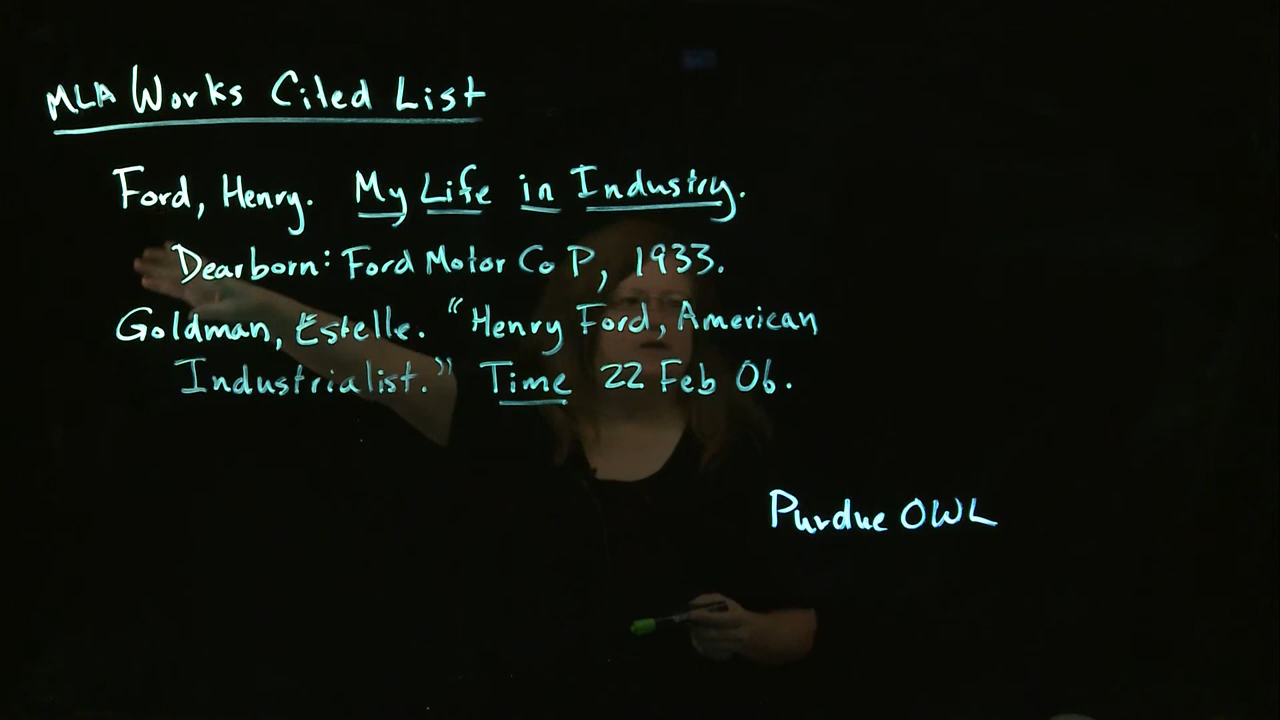 MLA Works Cited List
Ford, Henry. My Life in Industry.
Dearborn: Ford Motor Co P, 1933.
Goldman, Estelle. "Henry Ford, American
Industrialist." Time 22 Feb 06.
Purdue OWL